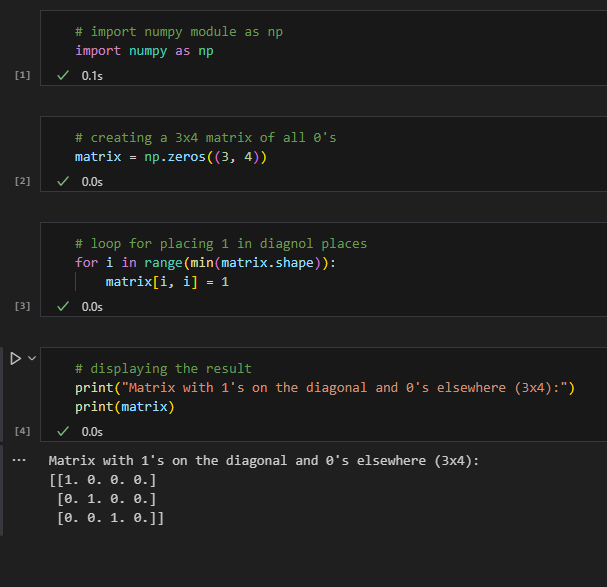 # import numpy module as np
import numpy as np
[1] ✓ 0.1s
# creating a 3x4 matrix of all 0's
matrix = np.zeros((3, 4))
[2] ✓ 0.0s
# loop for placing 1 in diagnol places
for i in range(min(matrix.shape)):
    matrix[i, i] = 1
[3] ✓ 0.0s
# displaying the result
print("Matrix with 1's on the diagonal and 0's elsewhere (3x4):")
print(matrix)
[4] ✓ 0.0s
... Matrix with 1's on the diagonal and 0's elsewhere (3x4):
[[1. 0. 0. 0.]
 [0. 1. 0. 0.]
 [0. 0. 1. 0.]]